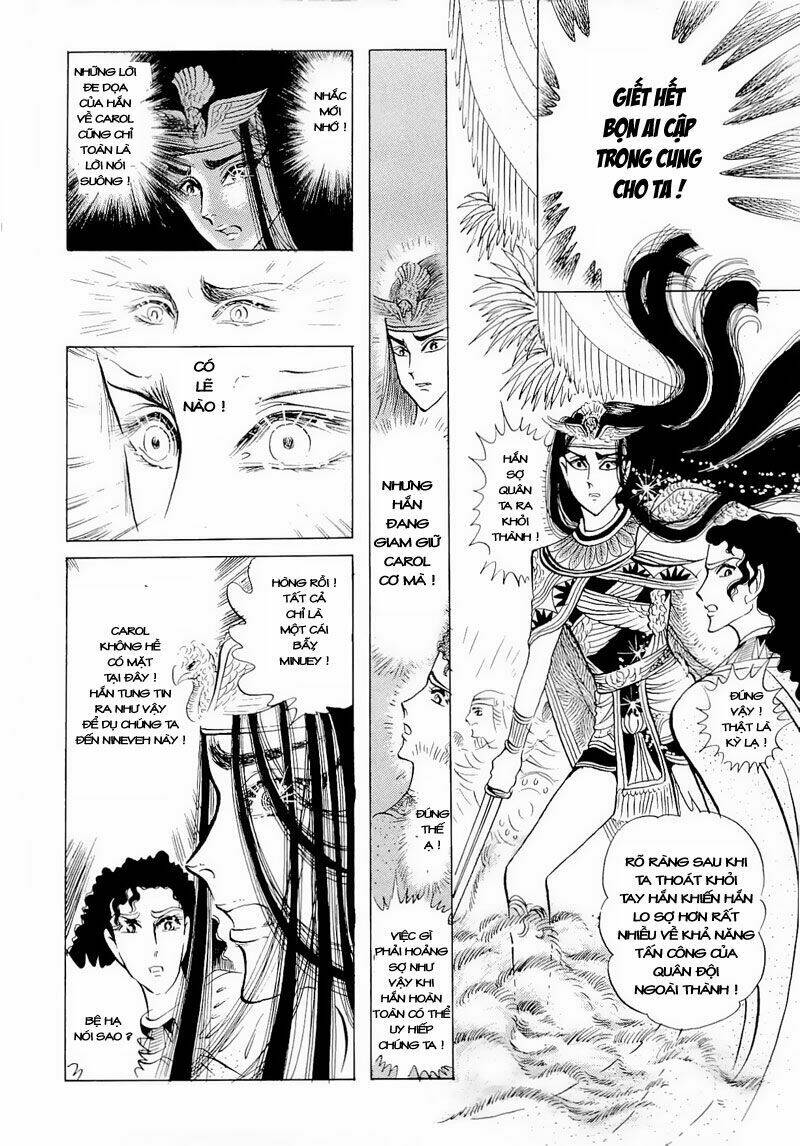 GIẾT HẾT
BỌN AI CẬP
TRONG CUNG
CHO TA !
HẮN
SỢ
QUÂN
TA RA
KHỎI
THÀNH !
ĐÚNG
VẬY !
THẬT LÀ
KỲ LẠ !
RÕ RÀNG SAU KHI
TA THOÁT KHỎI
TAY HẮN KHIẾN HẮN
LO SỢ HƠN RẤT
NHIỀU VỀ KHẢ NĂNG
TẤN CÔNG CỦA
QUÂN ĐỘI
NGOÀI THÀNH !
NHƯNG
HẮN
ĐANG
GIAM GIỮ
CAROL
CƠ MÀ !
ĐÚNG
THẾ
Ạ !
VIỆC GÌ
PHẢI HOẢNG
SỢ NHƯ
VẬY KHI
HẮN HOÀN
TOÀN CÓ THỂ
UY HIẾP
CHÚNG TA !
NHẮC
MỚI
NHỚ !
NHỮNG LỜI
ĐE DỌA
CỦA HẮN
VỀ CAROL
CŨNG CHỈ
TOÀN LÀ
LỜI NÓI
SUÔNG !
CÓ
LẼ
NÀO !
HỎNG RỒI !
TẤT CẢ
CHỈ LÀ
MỘT CÁI
BẪY
MINUEY !
CAROL
KHÔNG HỀ
CÓ MẶT
TẠI ĐÂY !
HẮN TUNG TIN
RA NHƯ VẬY
ĐỂ DỤ CHÚNG TA
ĐẾN NINEVEH NÀY !
BỆ HẠ
NÓI SAO ?